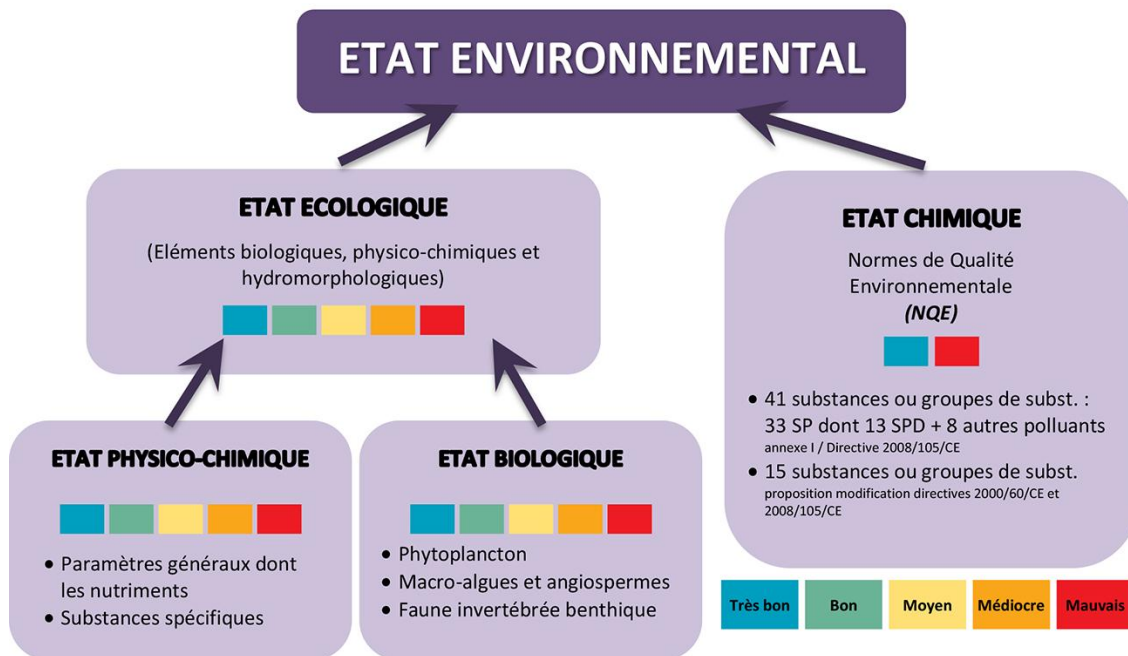 ETAT ENVIRONNEMENTAL
ETAT ECOLOGIQUE
(Eléments biologiques, physico-chimiques et
hydromorphologiques)
ETAT CHIMIQUE
Normes de Qualité
Environnementale
(NQE)
• 41 substances ou groupes de subst. :
33 SP dont 13 SPD + 8 autres polluants
annexe I / Directive 2008/105/CE
• 15 substances ou groupes de subst.
proposition modification directives 2000/60/CE et
2008/105/CE
ETAT PHYSICO-CHIMIQUE
• Paramètres généraux dont
les nutriments
• Substances spécifiques
ETAT BIOLOGIQUE
• Phytoplancton
• Macro-algues et angiospermes
• Faune invertébrée benthique
Très bon
Bon
Moyen
Médiocre
Mauvais